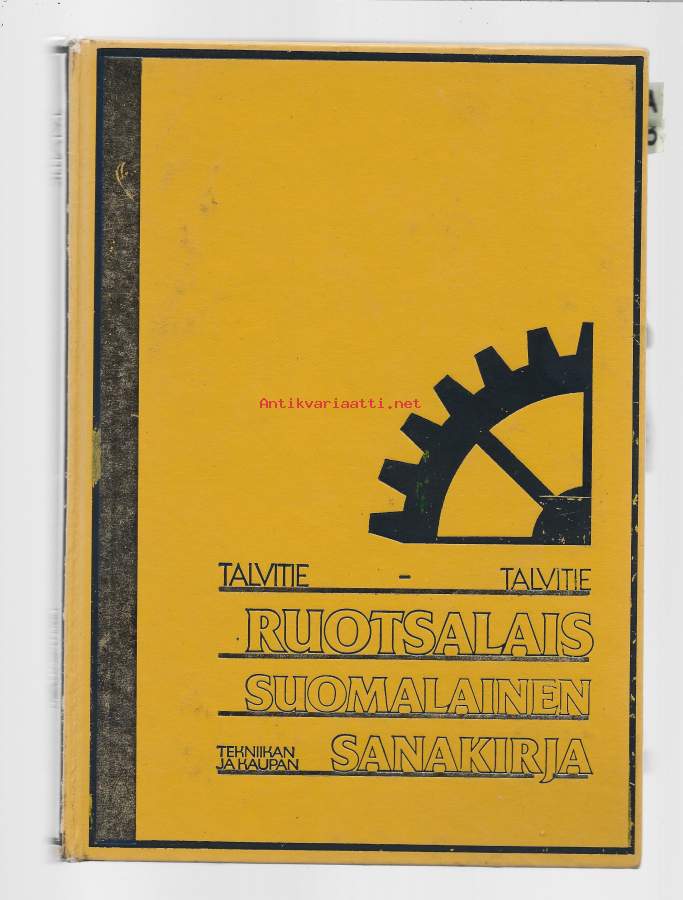 A
Antikvariaatti.net
TALVITIE - TALVITIE
RUOTSALAIS
SUOMALAINEN
TEKNIIKAN
JA KAUPAN SANAKIRJA